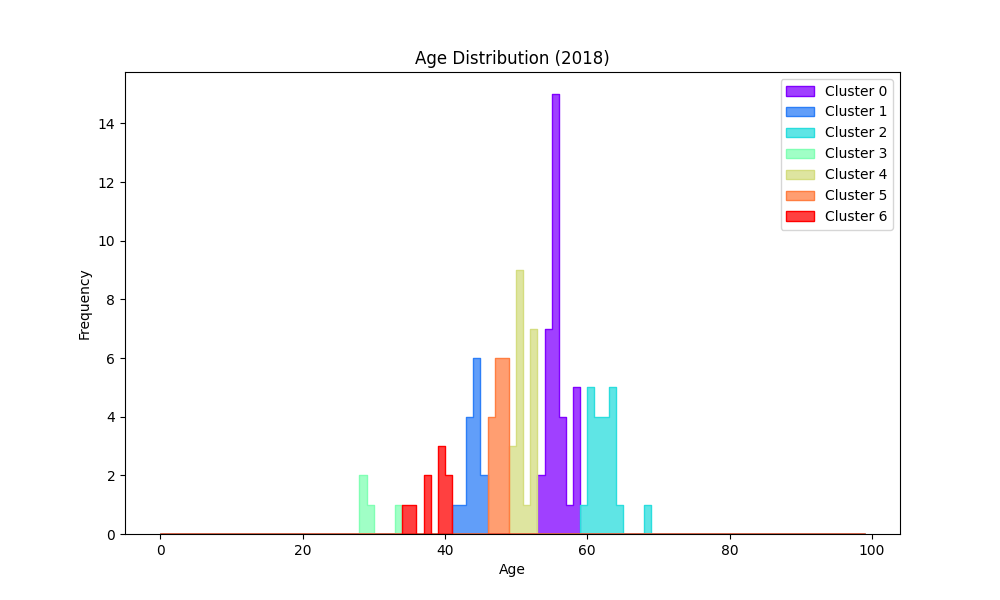 Age Distribution (2018)
Cluster 0
Cluster 1
Cluster 2
Cluster 3
Cluster 4
Cluster 5
Cluster 6
Frequency
14
12
10
8
6
4
2
0
0 20 40 60 80 100
Age